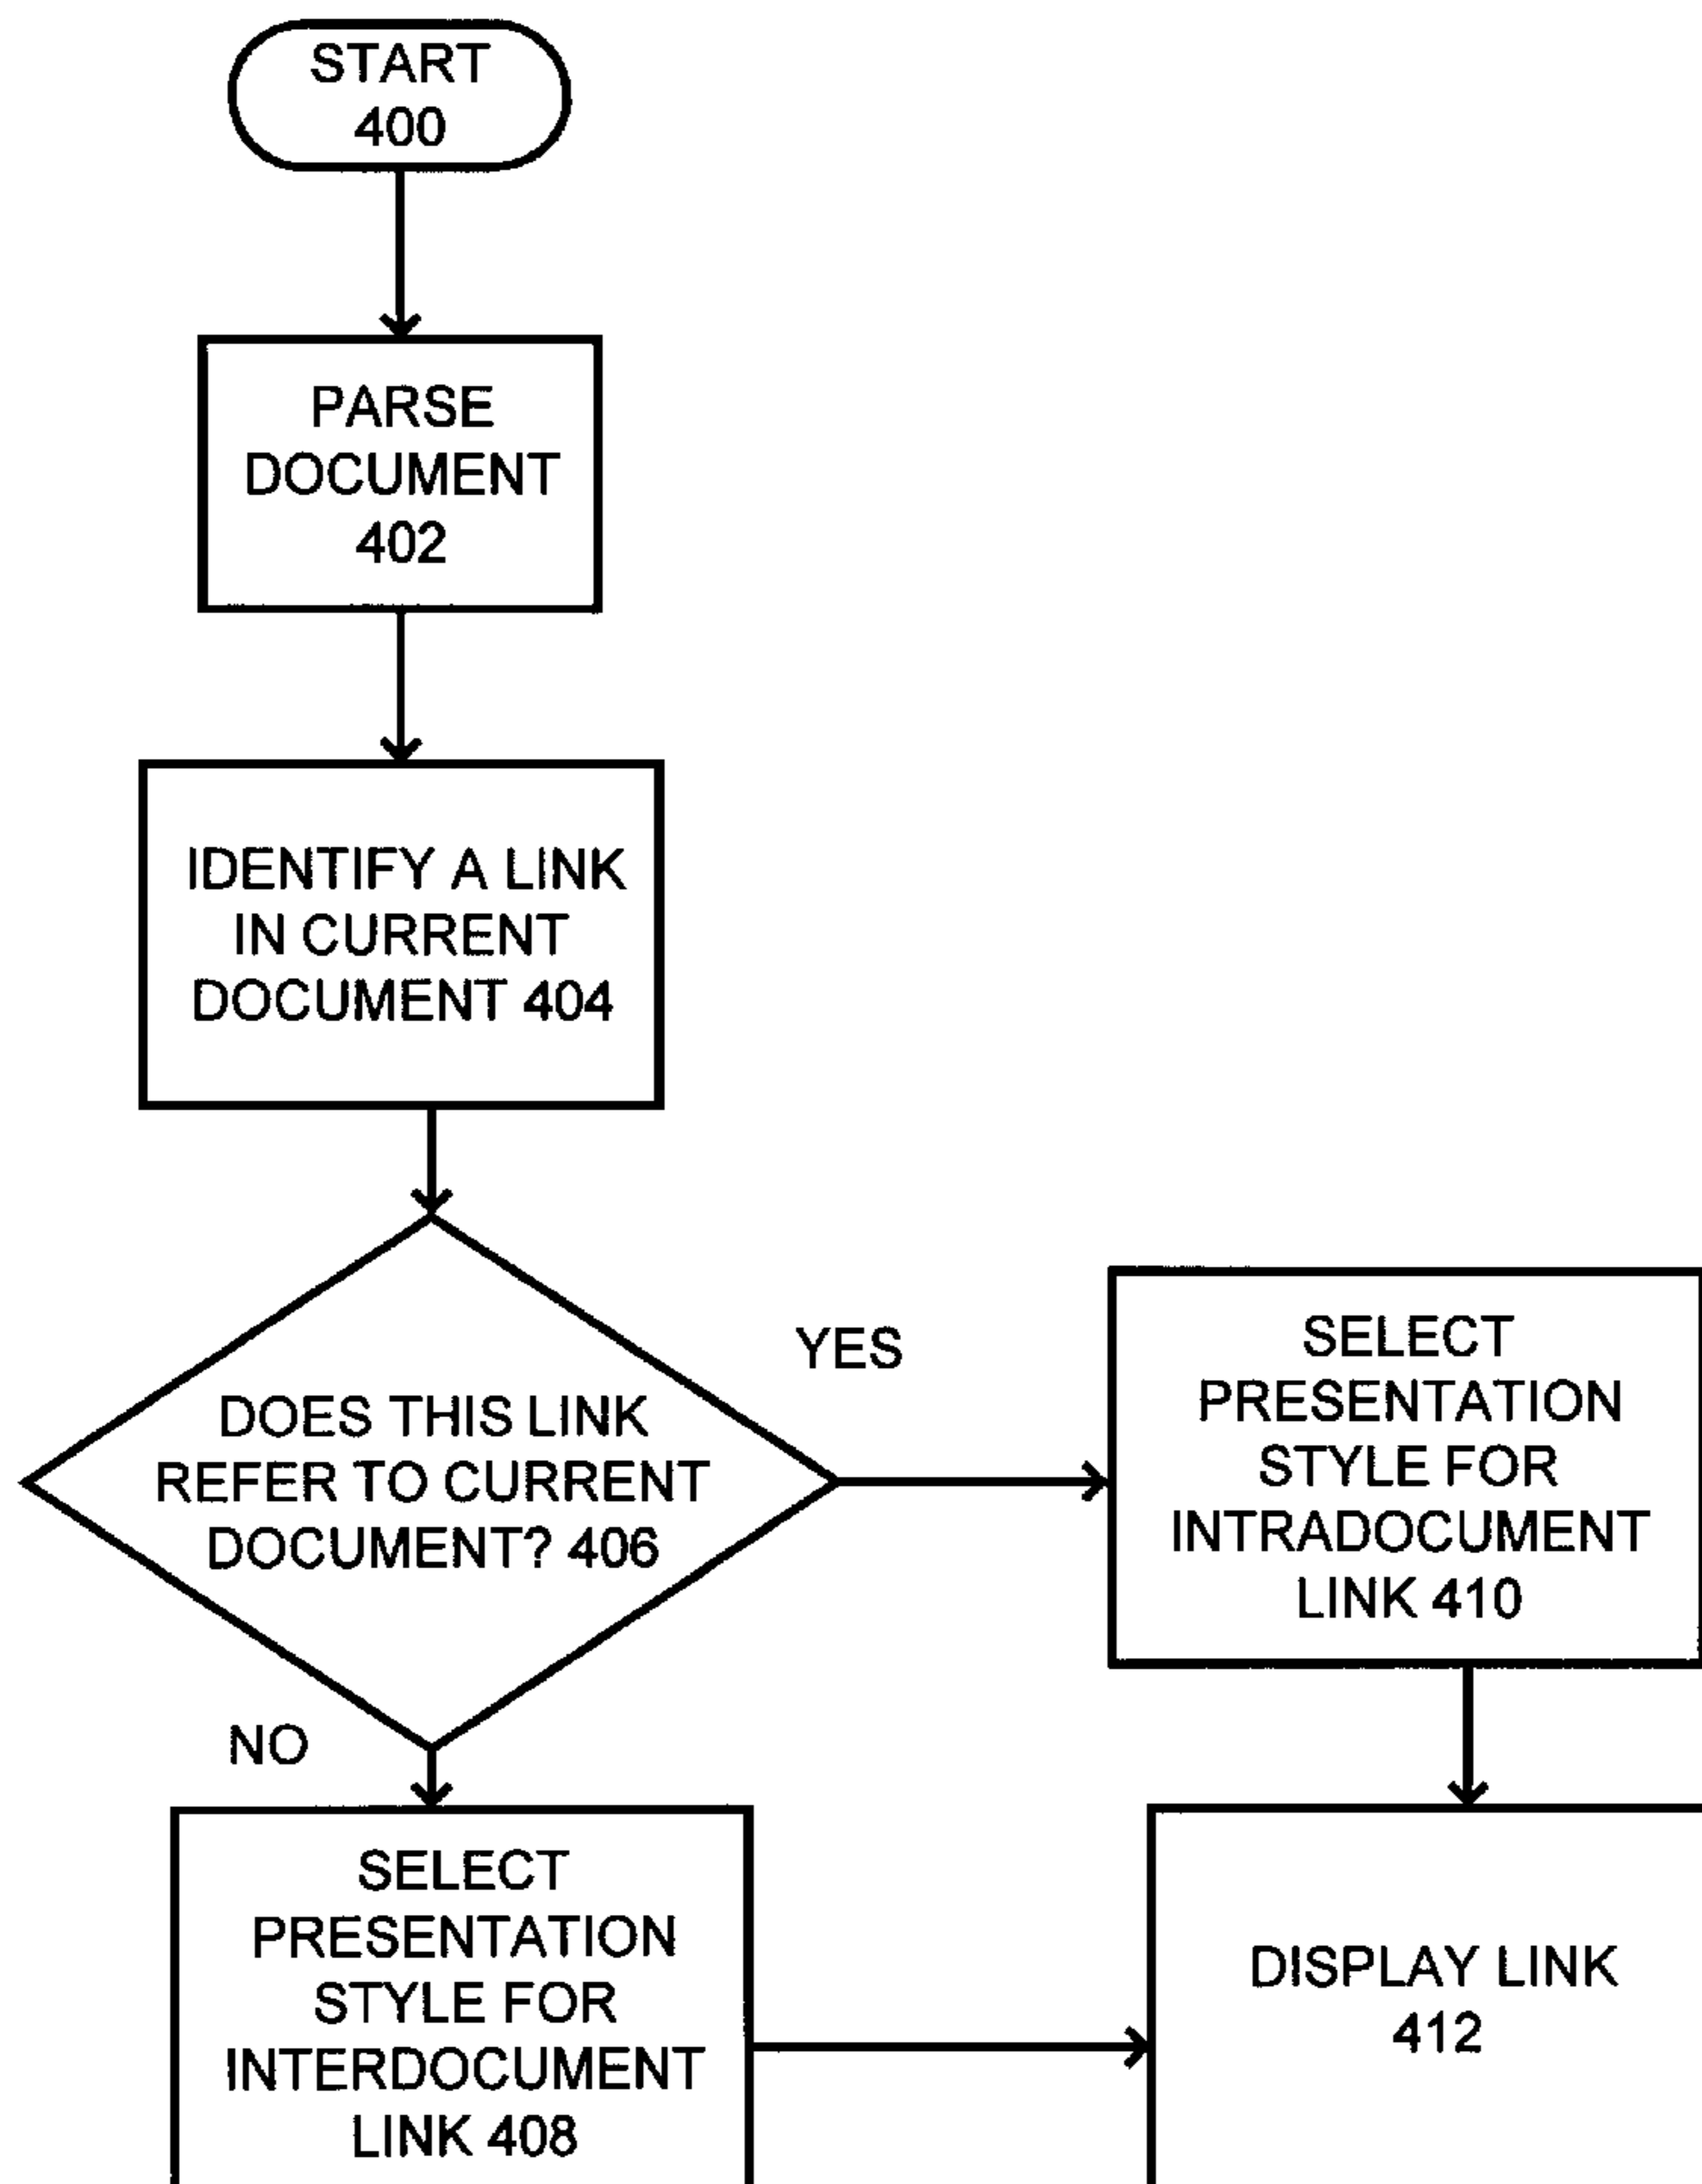 START
400
PARSE
DOCUMENT
402
IDENTIFY A LINK
IN CURRENT
DOCUMENT 404
DOES THIS LINK
REFER TO CURRENT
DOCUMENT? 406
YES
SELECT
PRESENTATION
STYLE FOR
INTRADOCUMENT
LINK 410
NO
SELECT
PRESENTATION
STYLE FOR
INTERDOCUMENT
LINK 408
DISPLAY LINK
412